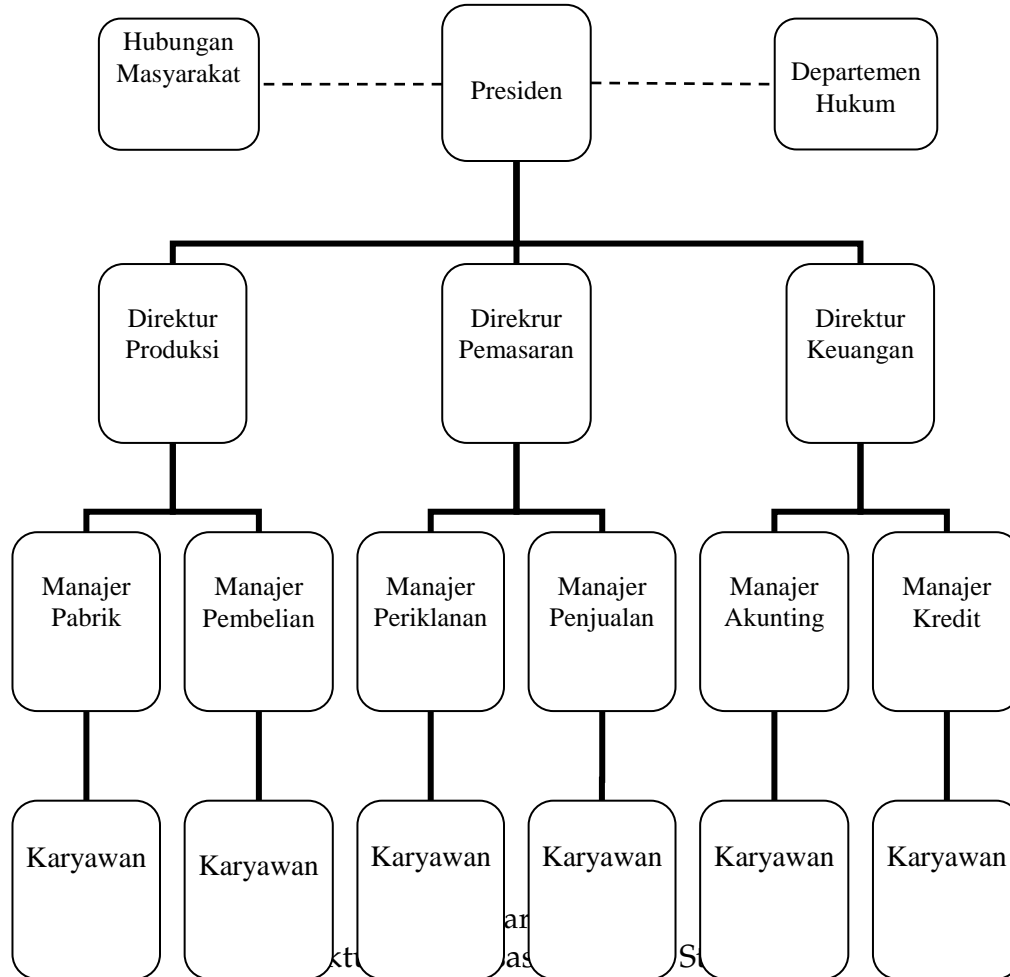 Hubungan
Masyarakat
Presiden
Departemen
Hukum
Direktur
Produksi
Direkrur
Pemasaran
Direktur
Keuangan
Manajer
Pabrik
Manajer
Pembelian
Manajer
Periklanan
Manajer
Penjualan
Manajer
Akunting
Manajer
Kredit
Karyawan
Karyawan
Karyawan
Karyawan
Karyawan
Karyawan